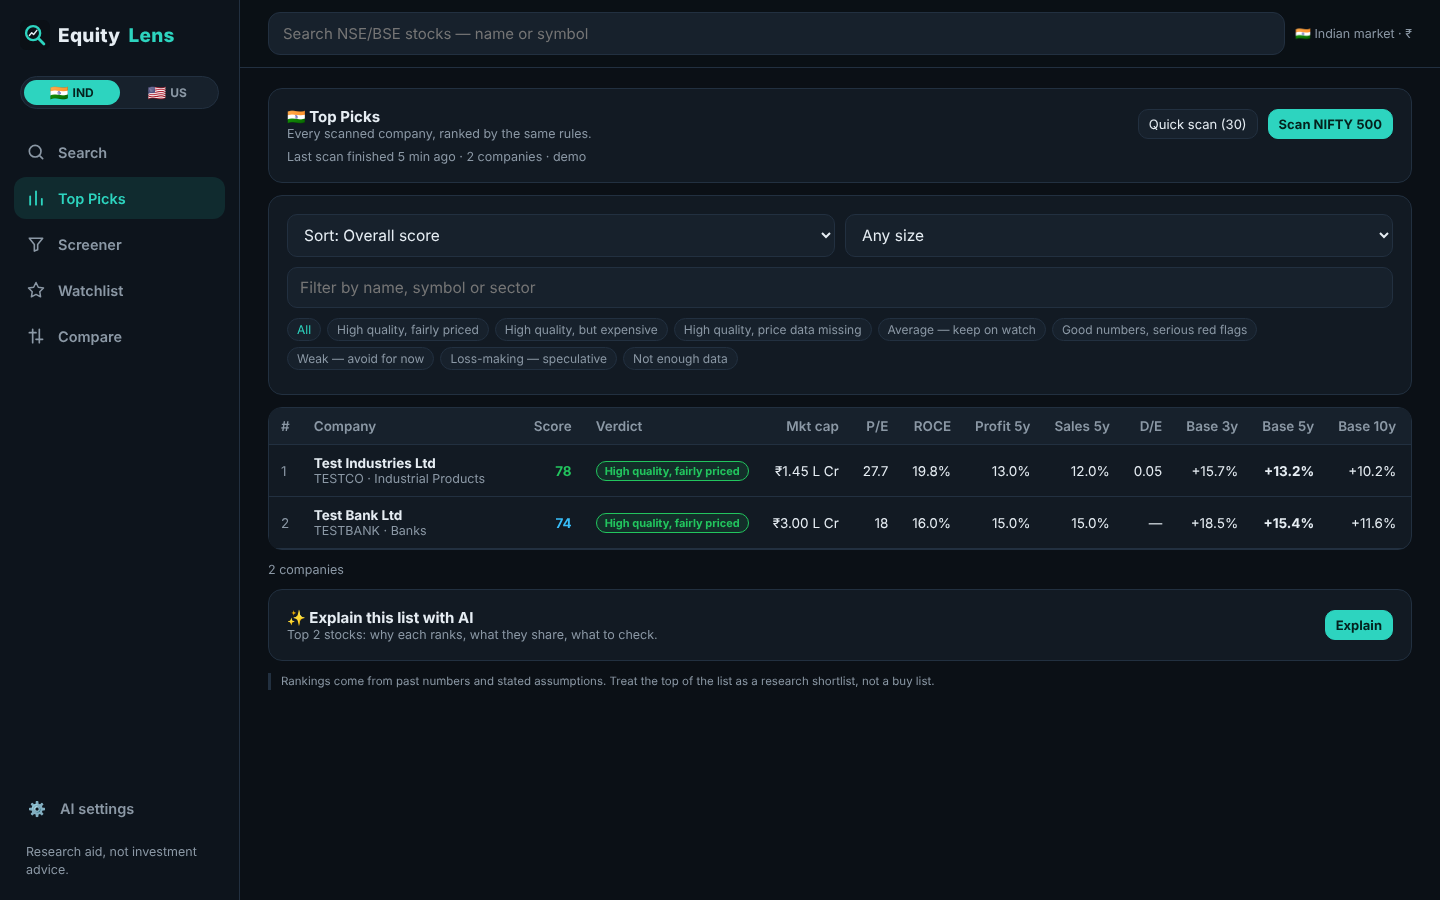 Equity Lens
🇮🇳 IND
🇺🇸 US
Search
Top Picks
Screener
Watchlist
Compare
AI settings
Research aid, not investment
advice.
Search NSE/BSE stocks — name or symbol
🇮🇳 Indian market · ₹
🇮🇳 Top Picks
Every scanned company, ranked by the same rules.
Last scan finished 5 min ago · 2 companies · demo
Quick scan (30)
Scan NIFTY 500
Sort: Overall score
Any size
Filter by name, symbol or sector
All
High quality, fairly priced
High quality, but expensive
High quality, price data missing
Average — keep on watch
Good numbers, serious red flags
Weak — avoid for now
Loss-making — speculative
Not enough data
# Company Score Verdict Mkt cap P/E ROCE Profit 5y Sales 5y D/E Base 3y Base 5y Base 10y
1 Test Industries Ltd 78 High quality, fairly priced ₹1.45 L Cr 27.7 19.8% 13.0% 12.0% 0.05 +15.7% +13.2% +10.2%
TESTCO · Industrial Products
2 Test Bank Ltd 74 High quality, fairly priced ₹3.00 L Cr 18 16.0% 15.0% 15.0% — +18.5% +15.4% +11.6%
TESTBANK · Banks
2 companies
✨ Explain this list with AI
Top 2 stocks: why each ranks, what they share, what to check.
Explain
Rankings come from past numbers and stated assumptions. Treat the top of the list as a research shortlist, not a buy list.